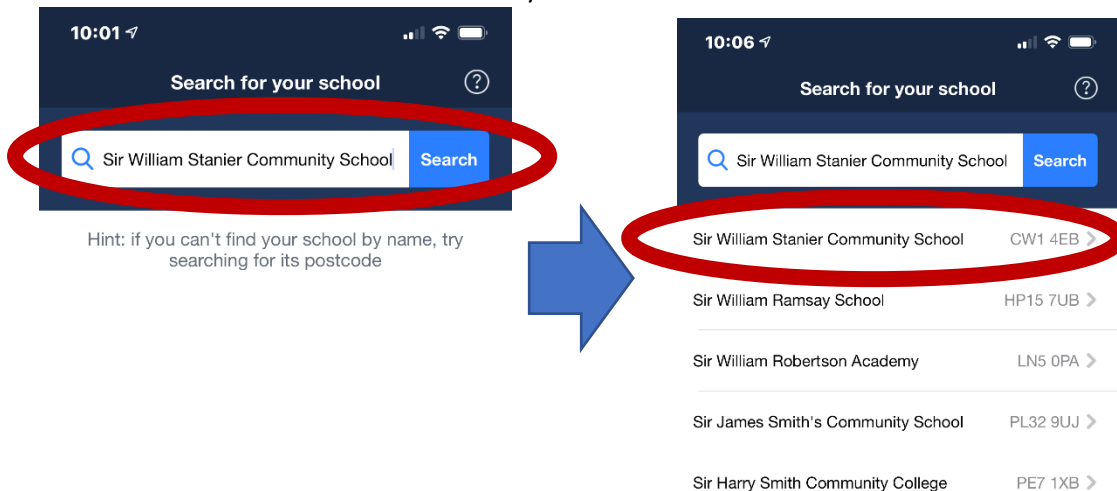 10:01
Search for your school
Sir William Stanier Community School Search
Hint: if you can't find your school by name, try
searching for its postcode
10:06
Search for your school
Sir William Stanier Community School Search
Sir William Stanier Community School CW1 4EB
Sir William Ramsay School HP15 7UB
Sir William Robertson Academy LN5 0PA
Sir James Smith's Community School PL32 9UJ
Sir Harry Smith Community College PE7 1XB